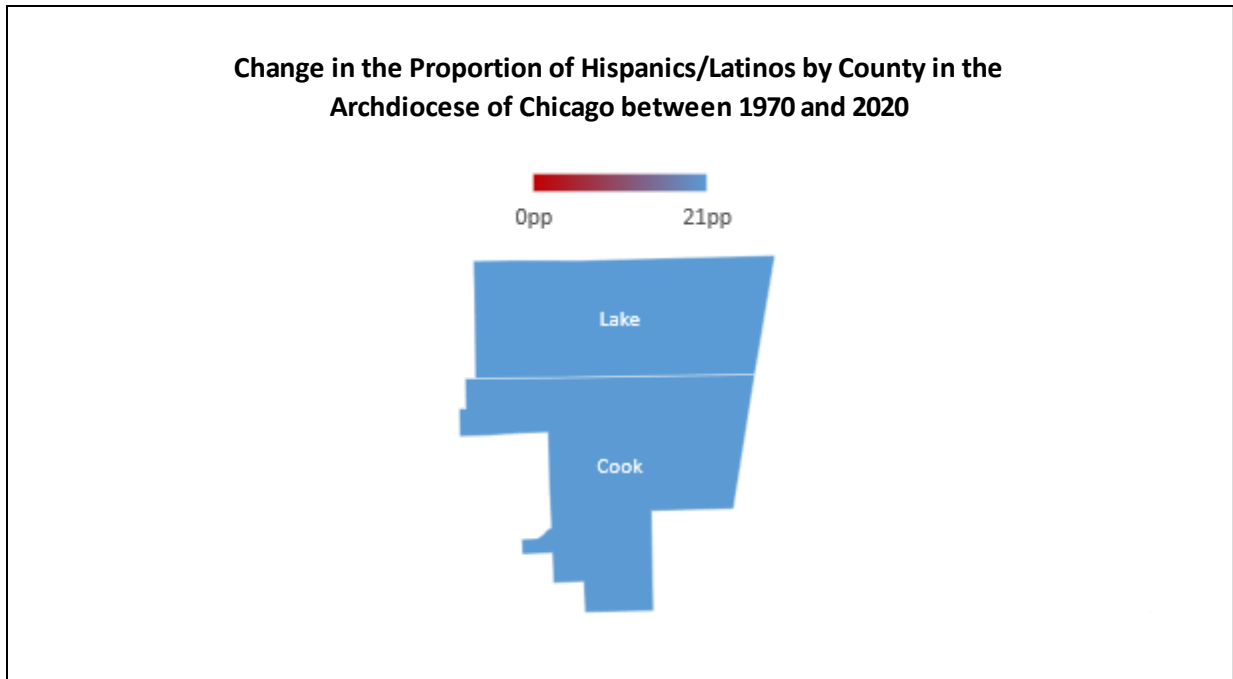 Change in the Proportion of Hispanics/Latinos by County in the
Archdiocese of Chicago between 1970 and 2020
0pp 21pp
Lake
Cook